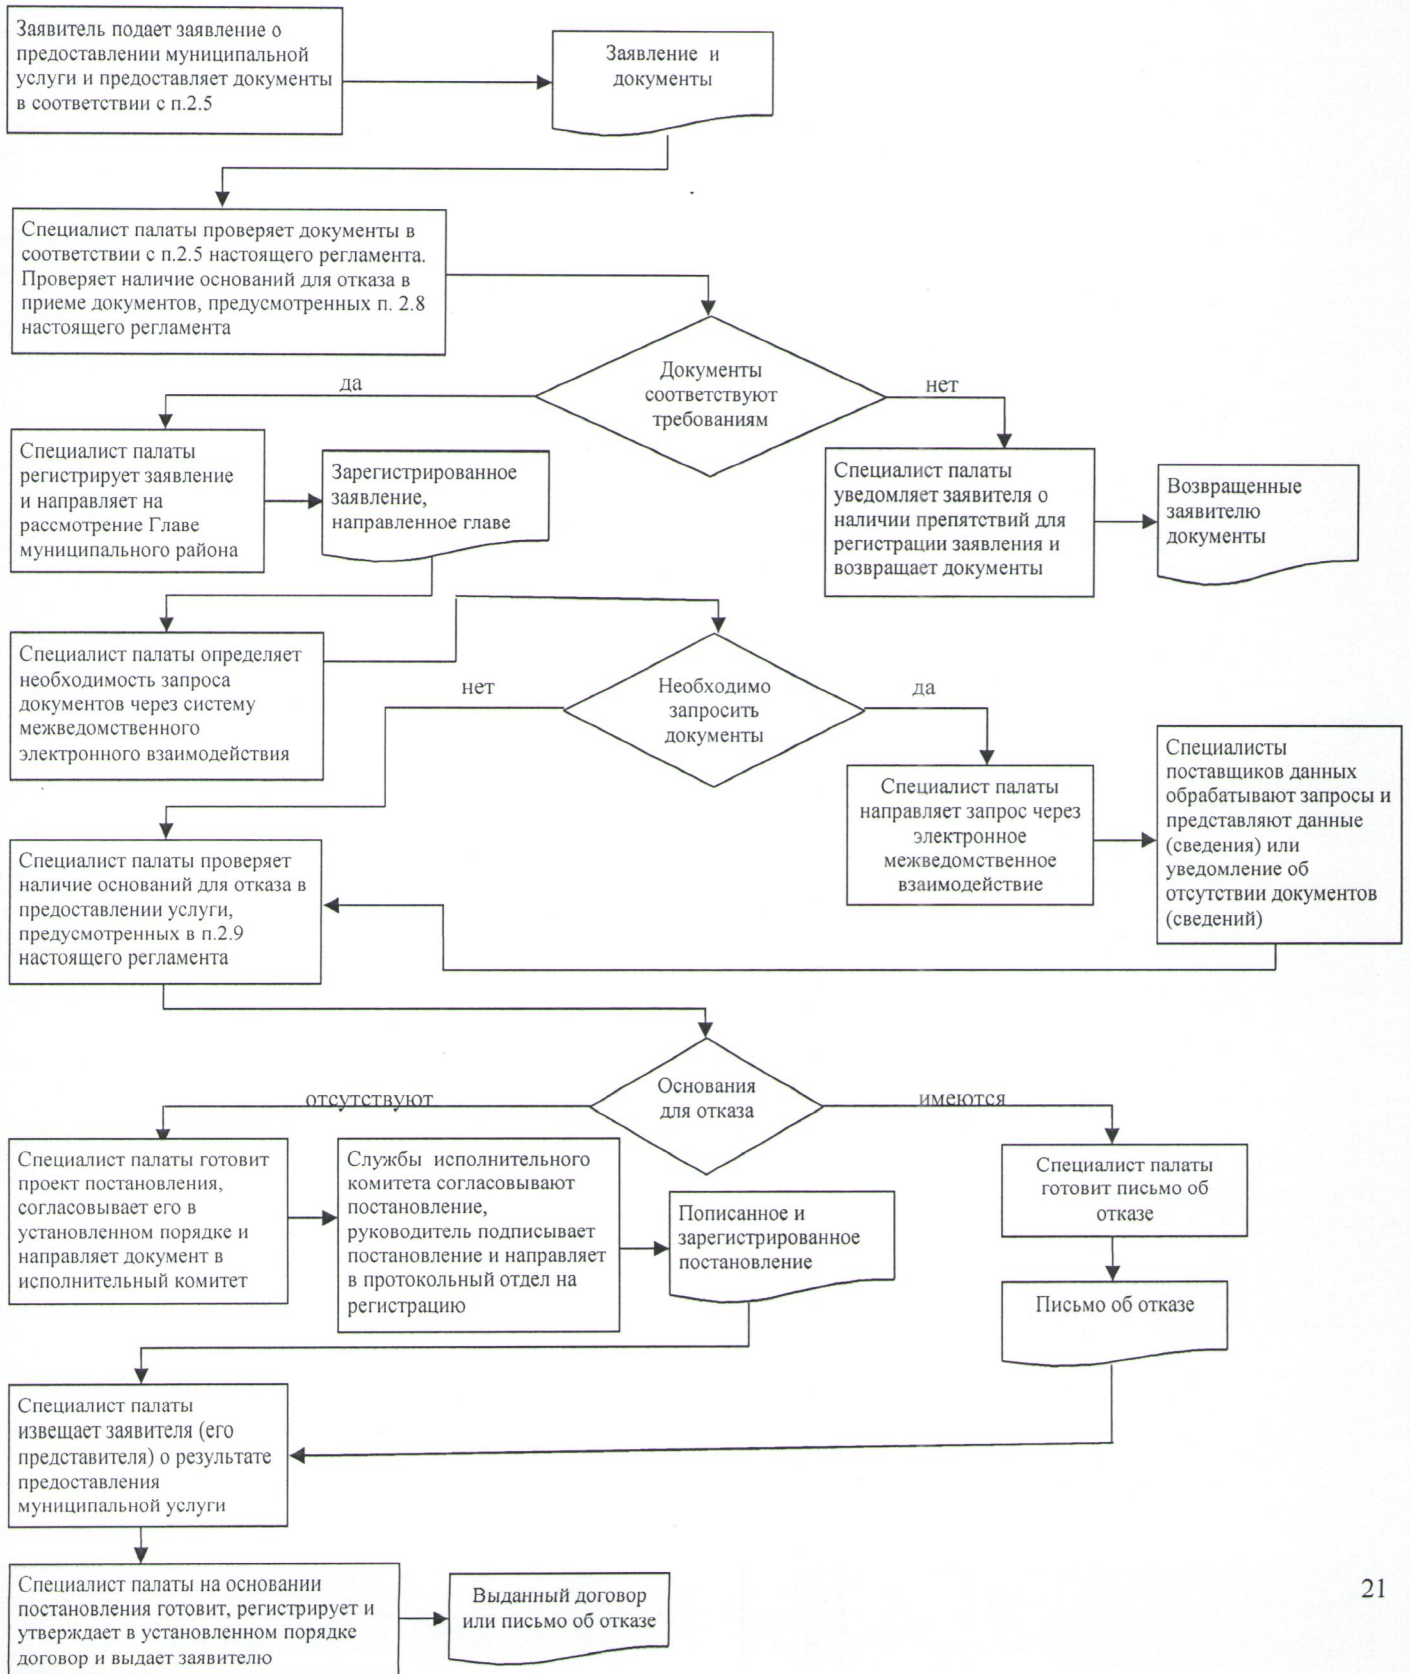 Заявитель подает заявление о
предоставлении муниципальной
услуги и предоставляет документы
в соответствии с п.2.5
Заявление и
документы
Специалист палаты проверяет документы в
соответствии с п.2.5 настоящего регламента.
Проверяет наличие оснований для отказа в
приеме документов, предусмотренных п. 2.8
настоящего регламента
Документы
соответствуют
требованиям
да
нет
Специалист палаты
регистрирует заявление
и направляет на
рассмотрение Главе
муниципального района
Зарегистрированное
заявление,
направленное главе
Специалист палаты
уведомляет заявителя о
наличии препятствий для
регистрации заявления и
возвращает документы
Возвращенные
заявителю
документы
Специалист палаты определяет
необходимость запроса
документов через систему
межведомственного
электронного взаимодействия
нет
Необходимо
запросить
документы
да
Специалист палаты
направляет запрос через
электронное
межведомственное
взаимодействие
Специалисты
поставщиков данных
обрабатывают запросы и
представляют данные
(сведения) или
уведомление об
отсутствии документов
(сведений)
Специалист палаты проверяет
наличие оснований для отказа в
предоставлении услуги,
предусмотренных в п.2.9
настоящего регламента
Основания
для отказа
отсутствуют
имеются
Специалист палаты готовит
проект постановления,
согласовывает его в
установленном порядке и
направляет документ в
исполнительный комитет
Службы исполнительного
комитета согласовывают
постановление,
руководитель подписывает
постановление и направляет
в протокольный отдел на
регистрацию
Пописанное и
зарегистрированное
постановление
Специалист палаты
готовит письмо об
отказе
Письмо об отказе
Специалист палаты
извещает заявителя (его
представителя) о результате
предоставления
муниципальной услуги
Специалист палаты на основании
постановления готовит, регистрирует и
утверждает в установленном порядке
договор и выдает заявителю
Выданный договор
или письмо об отказе
21